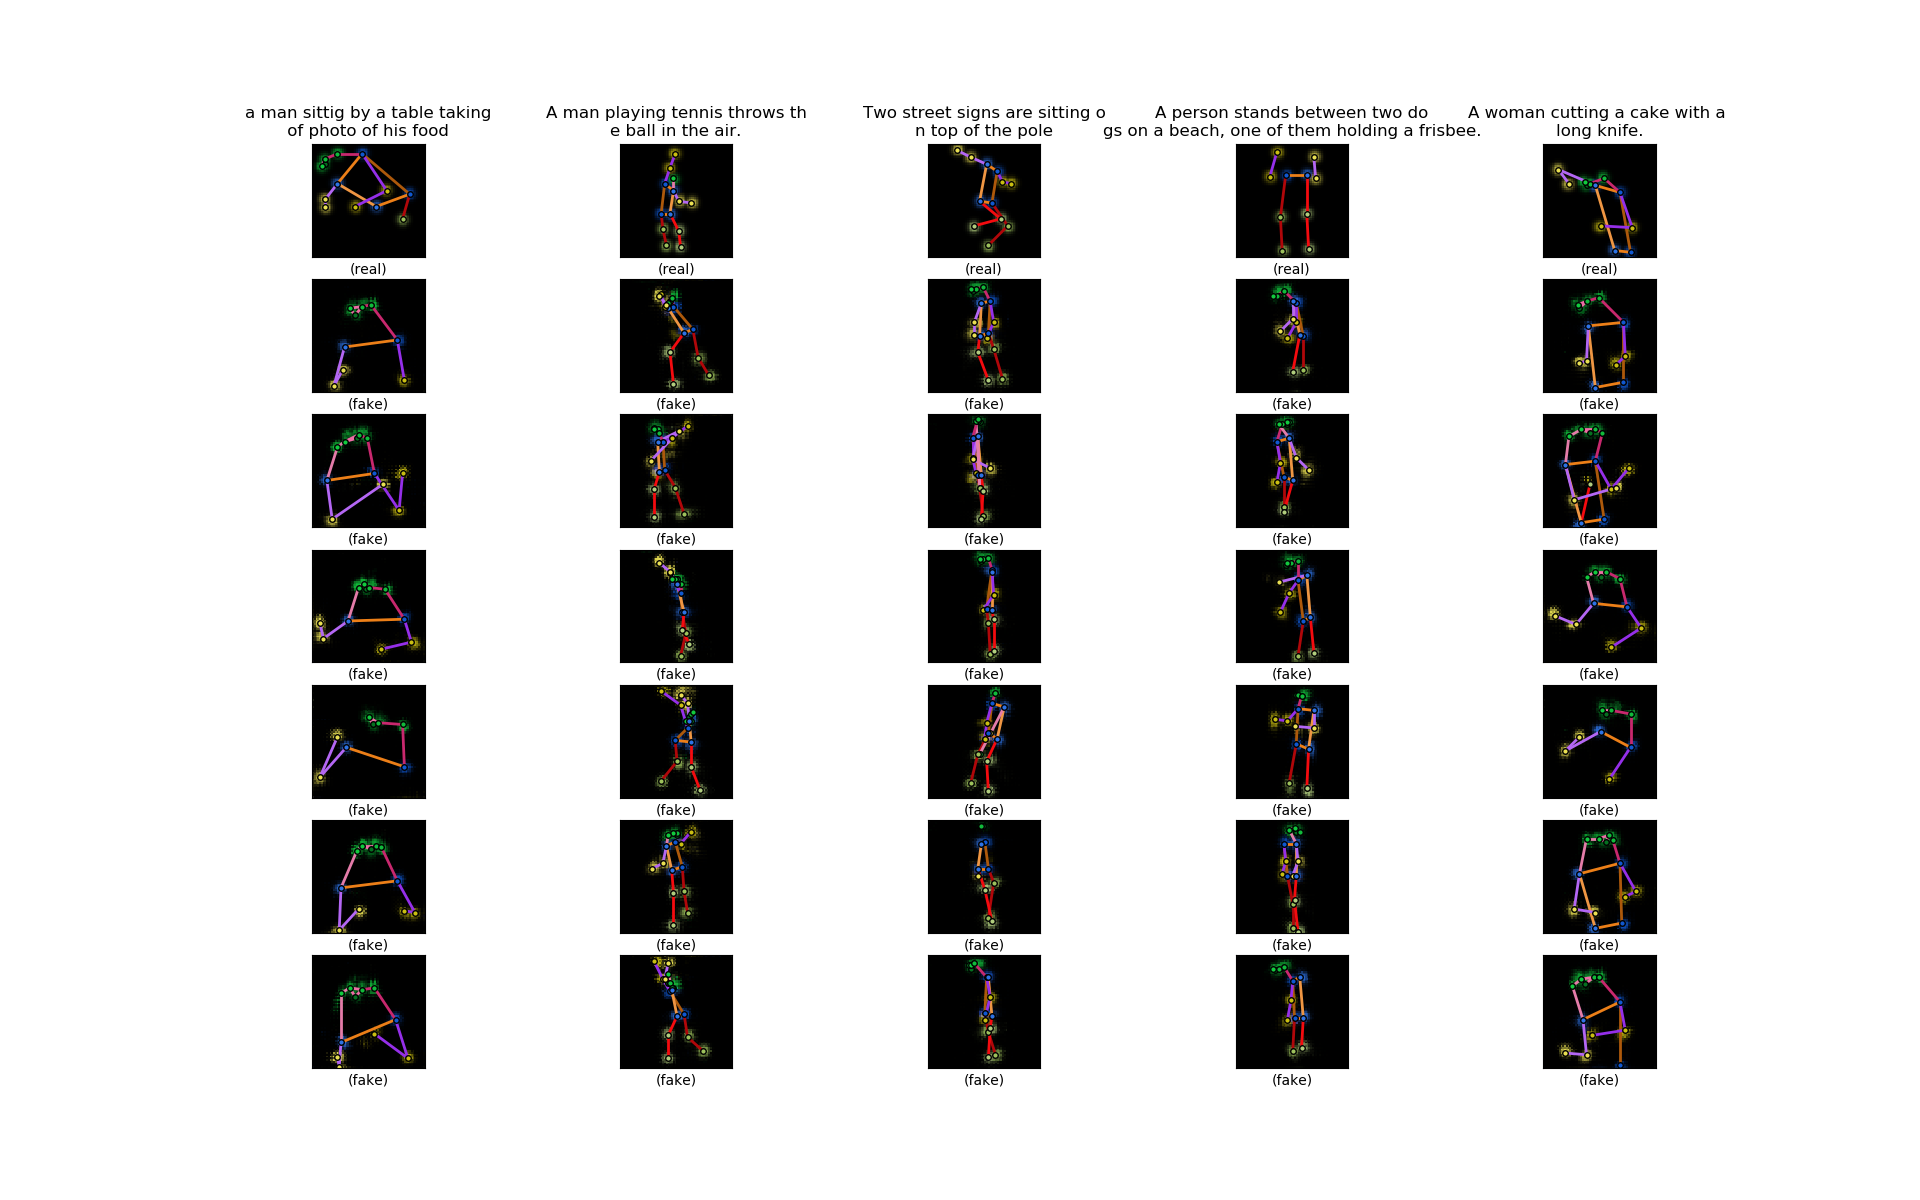 a man sittig by a table taking
of photo of his food
A man playing tennis throws th
e ball in the air.
Two street signs are sitting o
n top of the pole
A person stands between two do
gs on a beach, one of them holding a frisbee.
A woman cutting a cake with a
long knife.
(real) (real) (real) (real) (real)
(fake) (fake) (fake) (fake) (fake)
(fake) (fake) (fake) (fake) (fake)
(fake) (fake) (fake) (fake) (fake)
(fake) (fake) (fake) (fake) (fake)
(fake) (fake) (fake) (fake) (fake)
(fake) (fake) (fake) (fake) (fake)